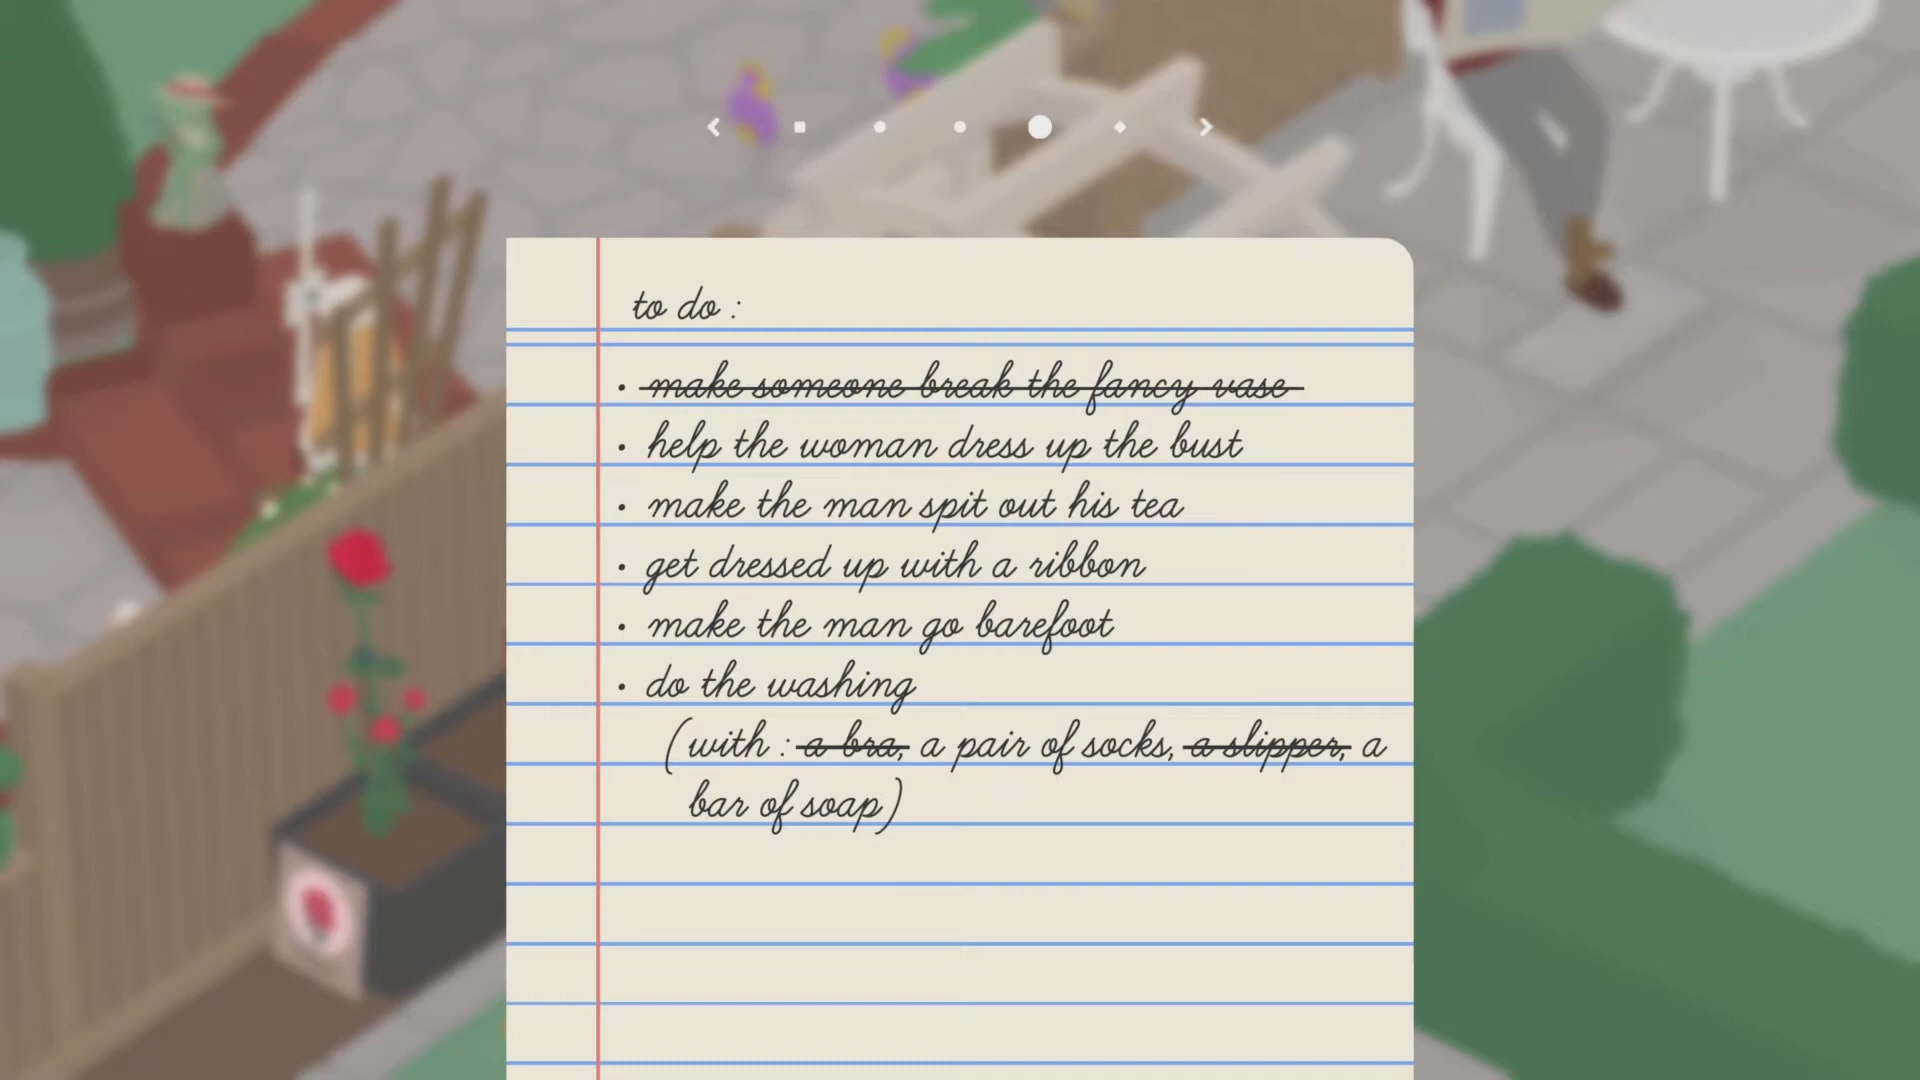 to do :
• make someone break the fancy vase
• help the woman dress up the bust
• make the man spit out his tea
• get dressed up with a ribbon
• make the man go barefoot
• do the washing
(with : a bra, a pair of socks, a slipper, a
bar of soap)